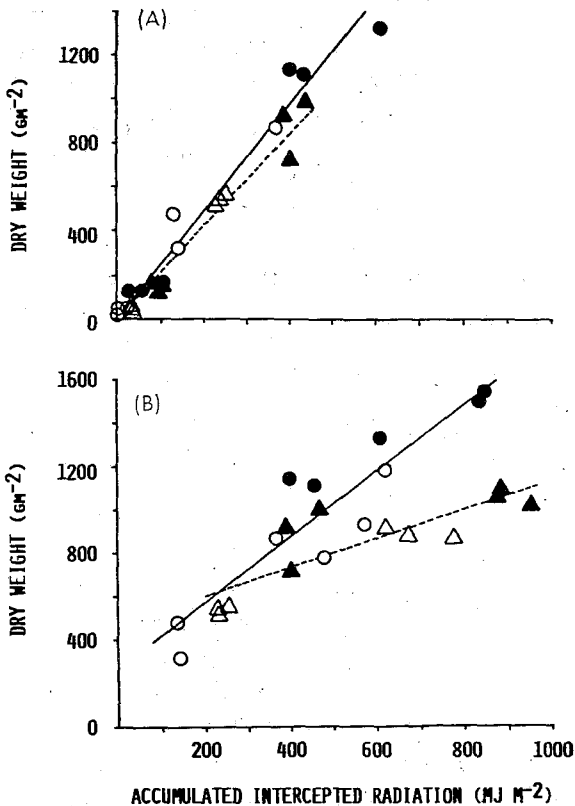 (A)
DRY WEIGHT (GM-2)
1200
800
400
0
(B)
DRY WEIGHT (GM-2)
1600
1200
800
400
0
200 400 600 800 1000
ACCUMULATED INTERCEPTED RADIATION (MJ M-2)